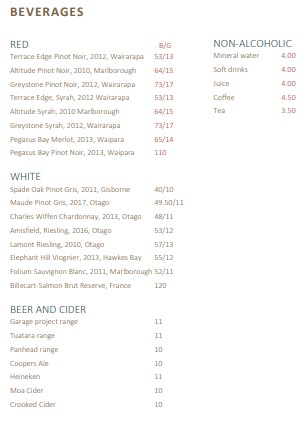 BEVERAGES
RED B/G
Terrace Edge Pinot Noir, 2012, Wairarapa 53/13
Altitude Pinot, 2010, Marlborough 64/15
Greystone Pinot Noir, 2012, Wairarapa 73/17
Terrace Edge, Syrah, 2012 Wairarapa 53/13
Altitude Syrah, 2010 Marlborough 64/15
Greystone Syrah, 2012, Wairarapa 73/17
Pegasus Bay Merlot, 2013, Waipara 65/14
Pegasus Bay Pinot Noir, 2013, Waipara 110
WHITE
Spade Oak Pinot Gris, 2011, Gisborne 40/10
Maude Pinot Gris, 2017, Otago 49.50/11
Charles Wiffen Chardonnay, 2013, Otago 48/11
Amisfield, Riesling, 2016, Otago 53/12
Lamont Riesling, 2010, Otago 57/13
Elephant Hill Viognier, 2013, Hawkes Bay 55/12
Folium Sauvignon Blanc, 2011, Marlborough 52/11
Billecart-Salmon Brut Reserve, France 120
BEER AND CIDER
Garage project range 11
Tuatara range 11
Panhead range 10
Coopers Ale 10
Heineken 11
Moa Cider 10
Crooked Cider 10
NON-ALCOHOLIC
Mineral water 4.00
Soft drinks 4.00
Juice 4.00
Coffee 4.50
Tea 3.50